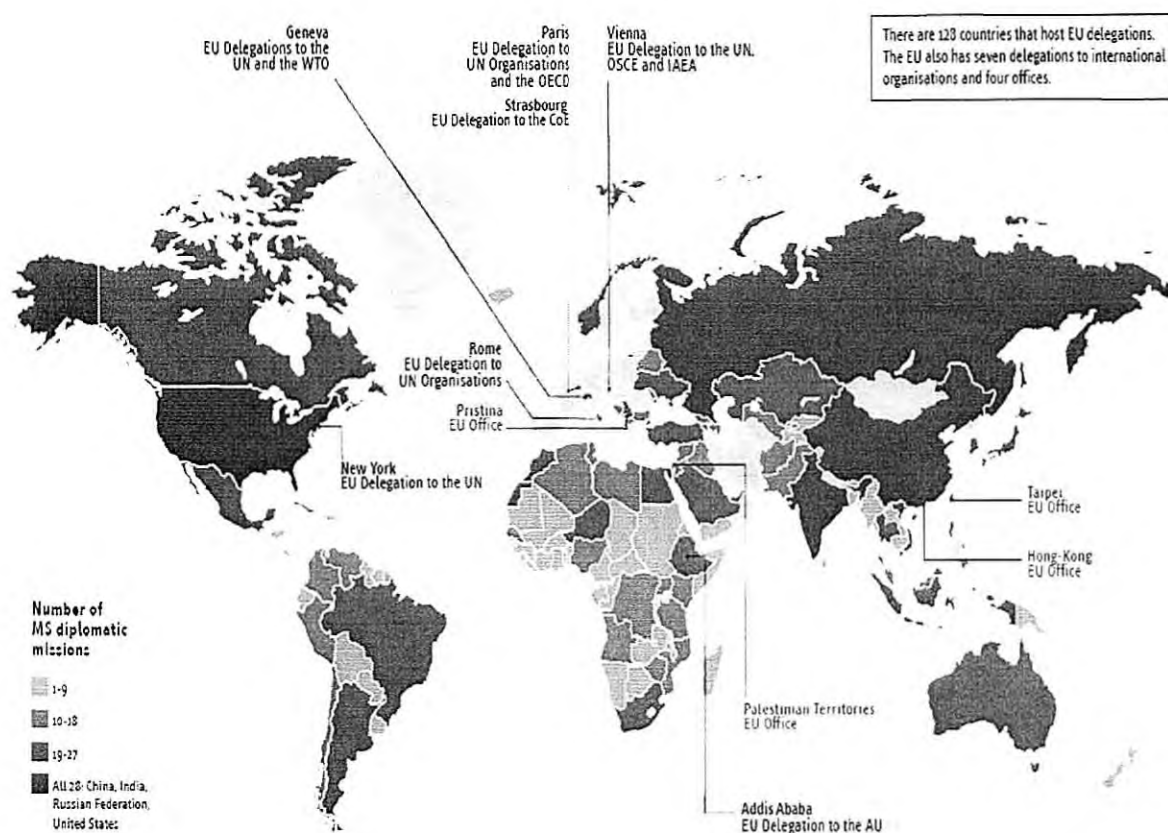 Geneva
EU Delegations to the
UN and the WTO
Paris
EU Delegation to
UN Organisations
and the OECD
Strasbourg
EU Delegation to the CoE
Vienna
EU Delegation to the UN,
OSCE and IAEA
There are 128 countries that host EU delegations.
The EU also has seven delegations to international
organisations and four offices.
Rome
EU Delegation to
UN Organisations
Pristina
EU Office
New York
EU Delegation to the UN
Taipei
EU Office
Hong-Kong
EU Office
Number of
MS diplomatic
missions
1-9
10-18
19-27
All 28: China, India,
Russian Federation,
United States
Palestinian Territories
EU Office
Addis Ababa
EU Delegation to the AU